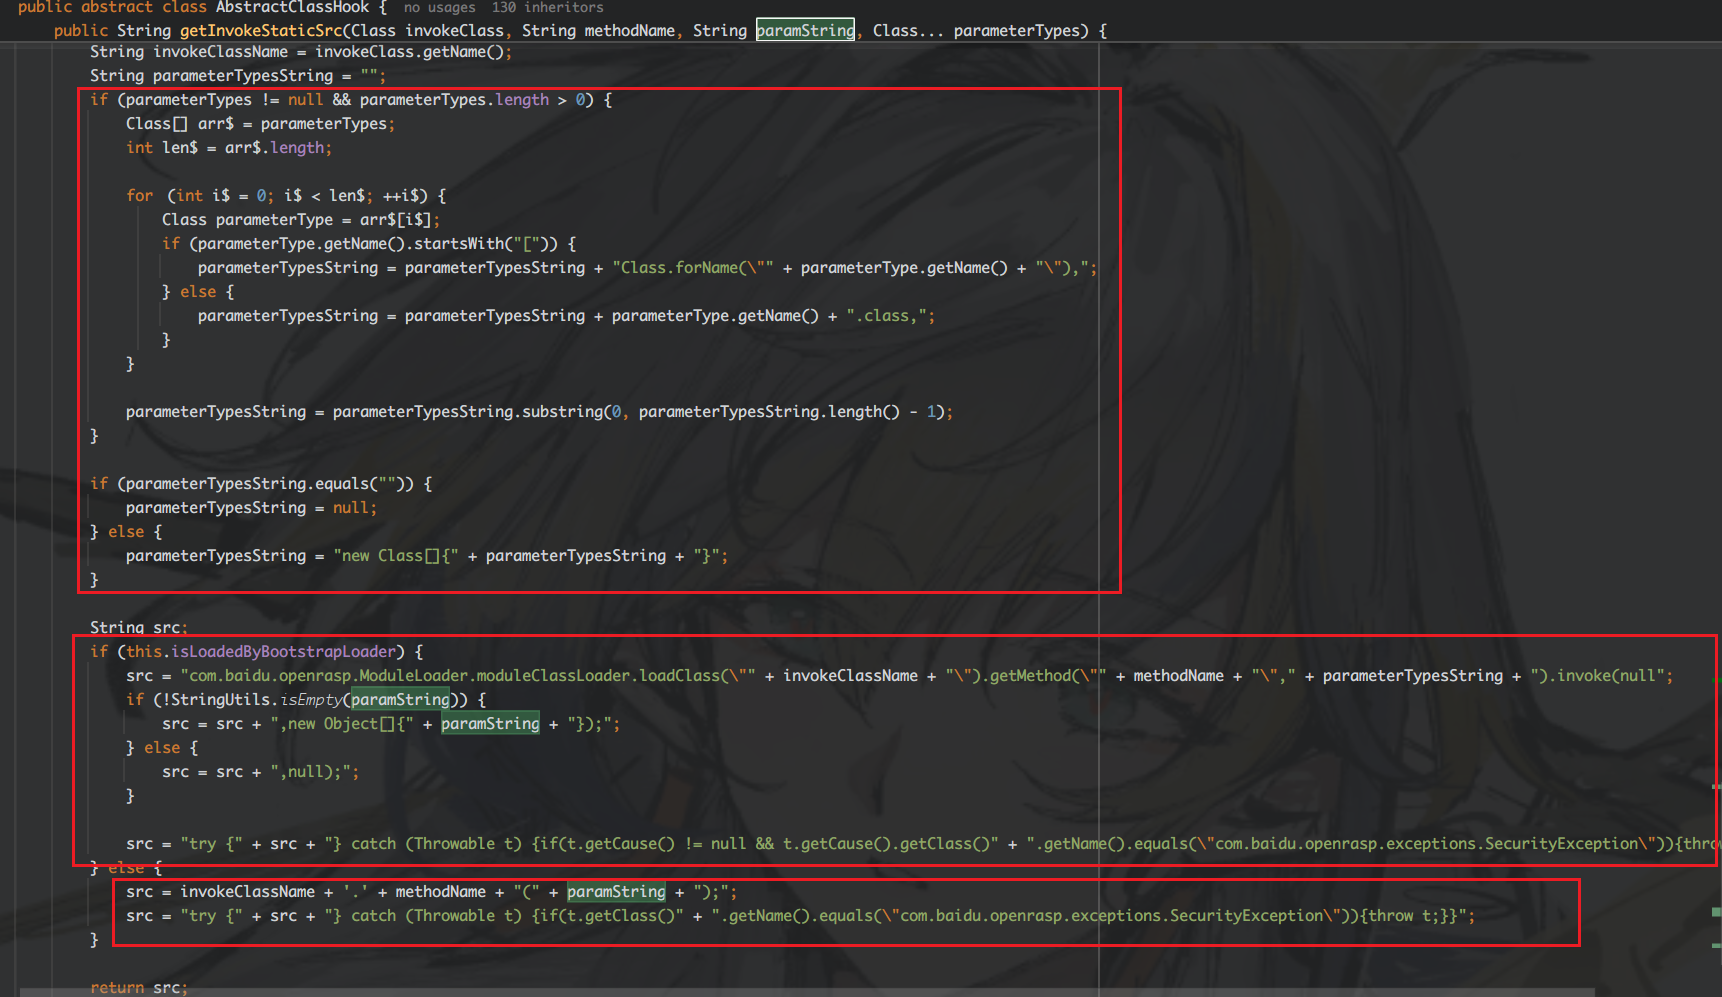 public abstract class AbstractClassHook { no usages 130 inheritors
public String getInvokeStaticSrc(Class invokeClass, String methodName, String paramString, Class... parameterTypes) {
String invokeClassName = invokeClass.getName();
String parameterTypesString = "";
if (parameterTypes != null && parameterTypes.length > 0) {
Class[] arr$ = parameterTypes;
int len$ = arr$.length;
for (int i$ = 0; i$ < len$; ++i$) {
Class parameterType = arr$[i$];
if (parameterType.getName().startsWith("[")) {
parameterTypesString = parameterTypesString + "Class.forName(\"" + parameterType.getName() + "\"),";
} else {
parameterTypesString = parameterTypesString + parameterType.getName() + ".class,";
}
}
parameterTypesString = parameterTypesString.substring(0, parameterTypesString.length() - 1);
}
if (parameterTypesString.equals("")) {
parameterTypesString = null;
} else {
parameterTypesString = "new Class[]{" + parameterTypesString + "}";
}
String src;
if (this.isLoadedByBootstrapLoader) {
src = "com.baidu.openrasp.ModuleLoader.moduleClassLoader.loadClass(\"" + invokeClassName + "\").getMethod(\"" + methodName + "\"," + parameterTypesString + ").invoke(null";
if (!StringUtils.isEmpty(paramString)) {
src = src + ",new Object[]{" + paramString + "});";
} else {
src = src + ",null);";
}
src = "try {" + src + "} catch (Throwable t) {if(t.getCause() != null && t.getCause().getClass()" + ".getName().equals(\"com.baidu.openrasp.exceptions.SecurityException\")){throw
} else {
src = invokeClassName + '.' + methodName + "(" + paramString + ");";
src = "try {" + src + "} catch (Throwable t) {if(t.getClass()" + ".getName().equals(\"com.baidu.openrasp.exceptions.SecurityException\")){throw t;}}";
}
return src;